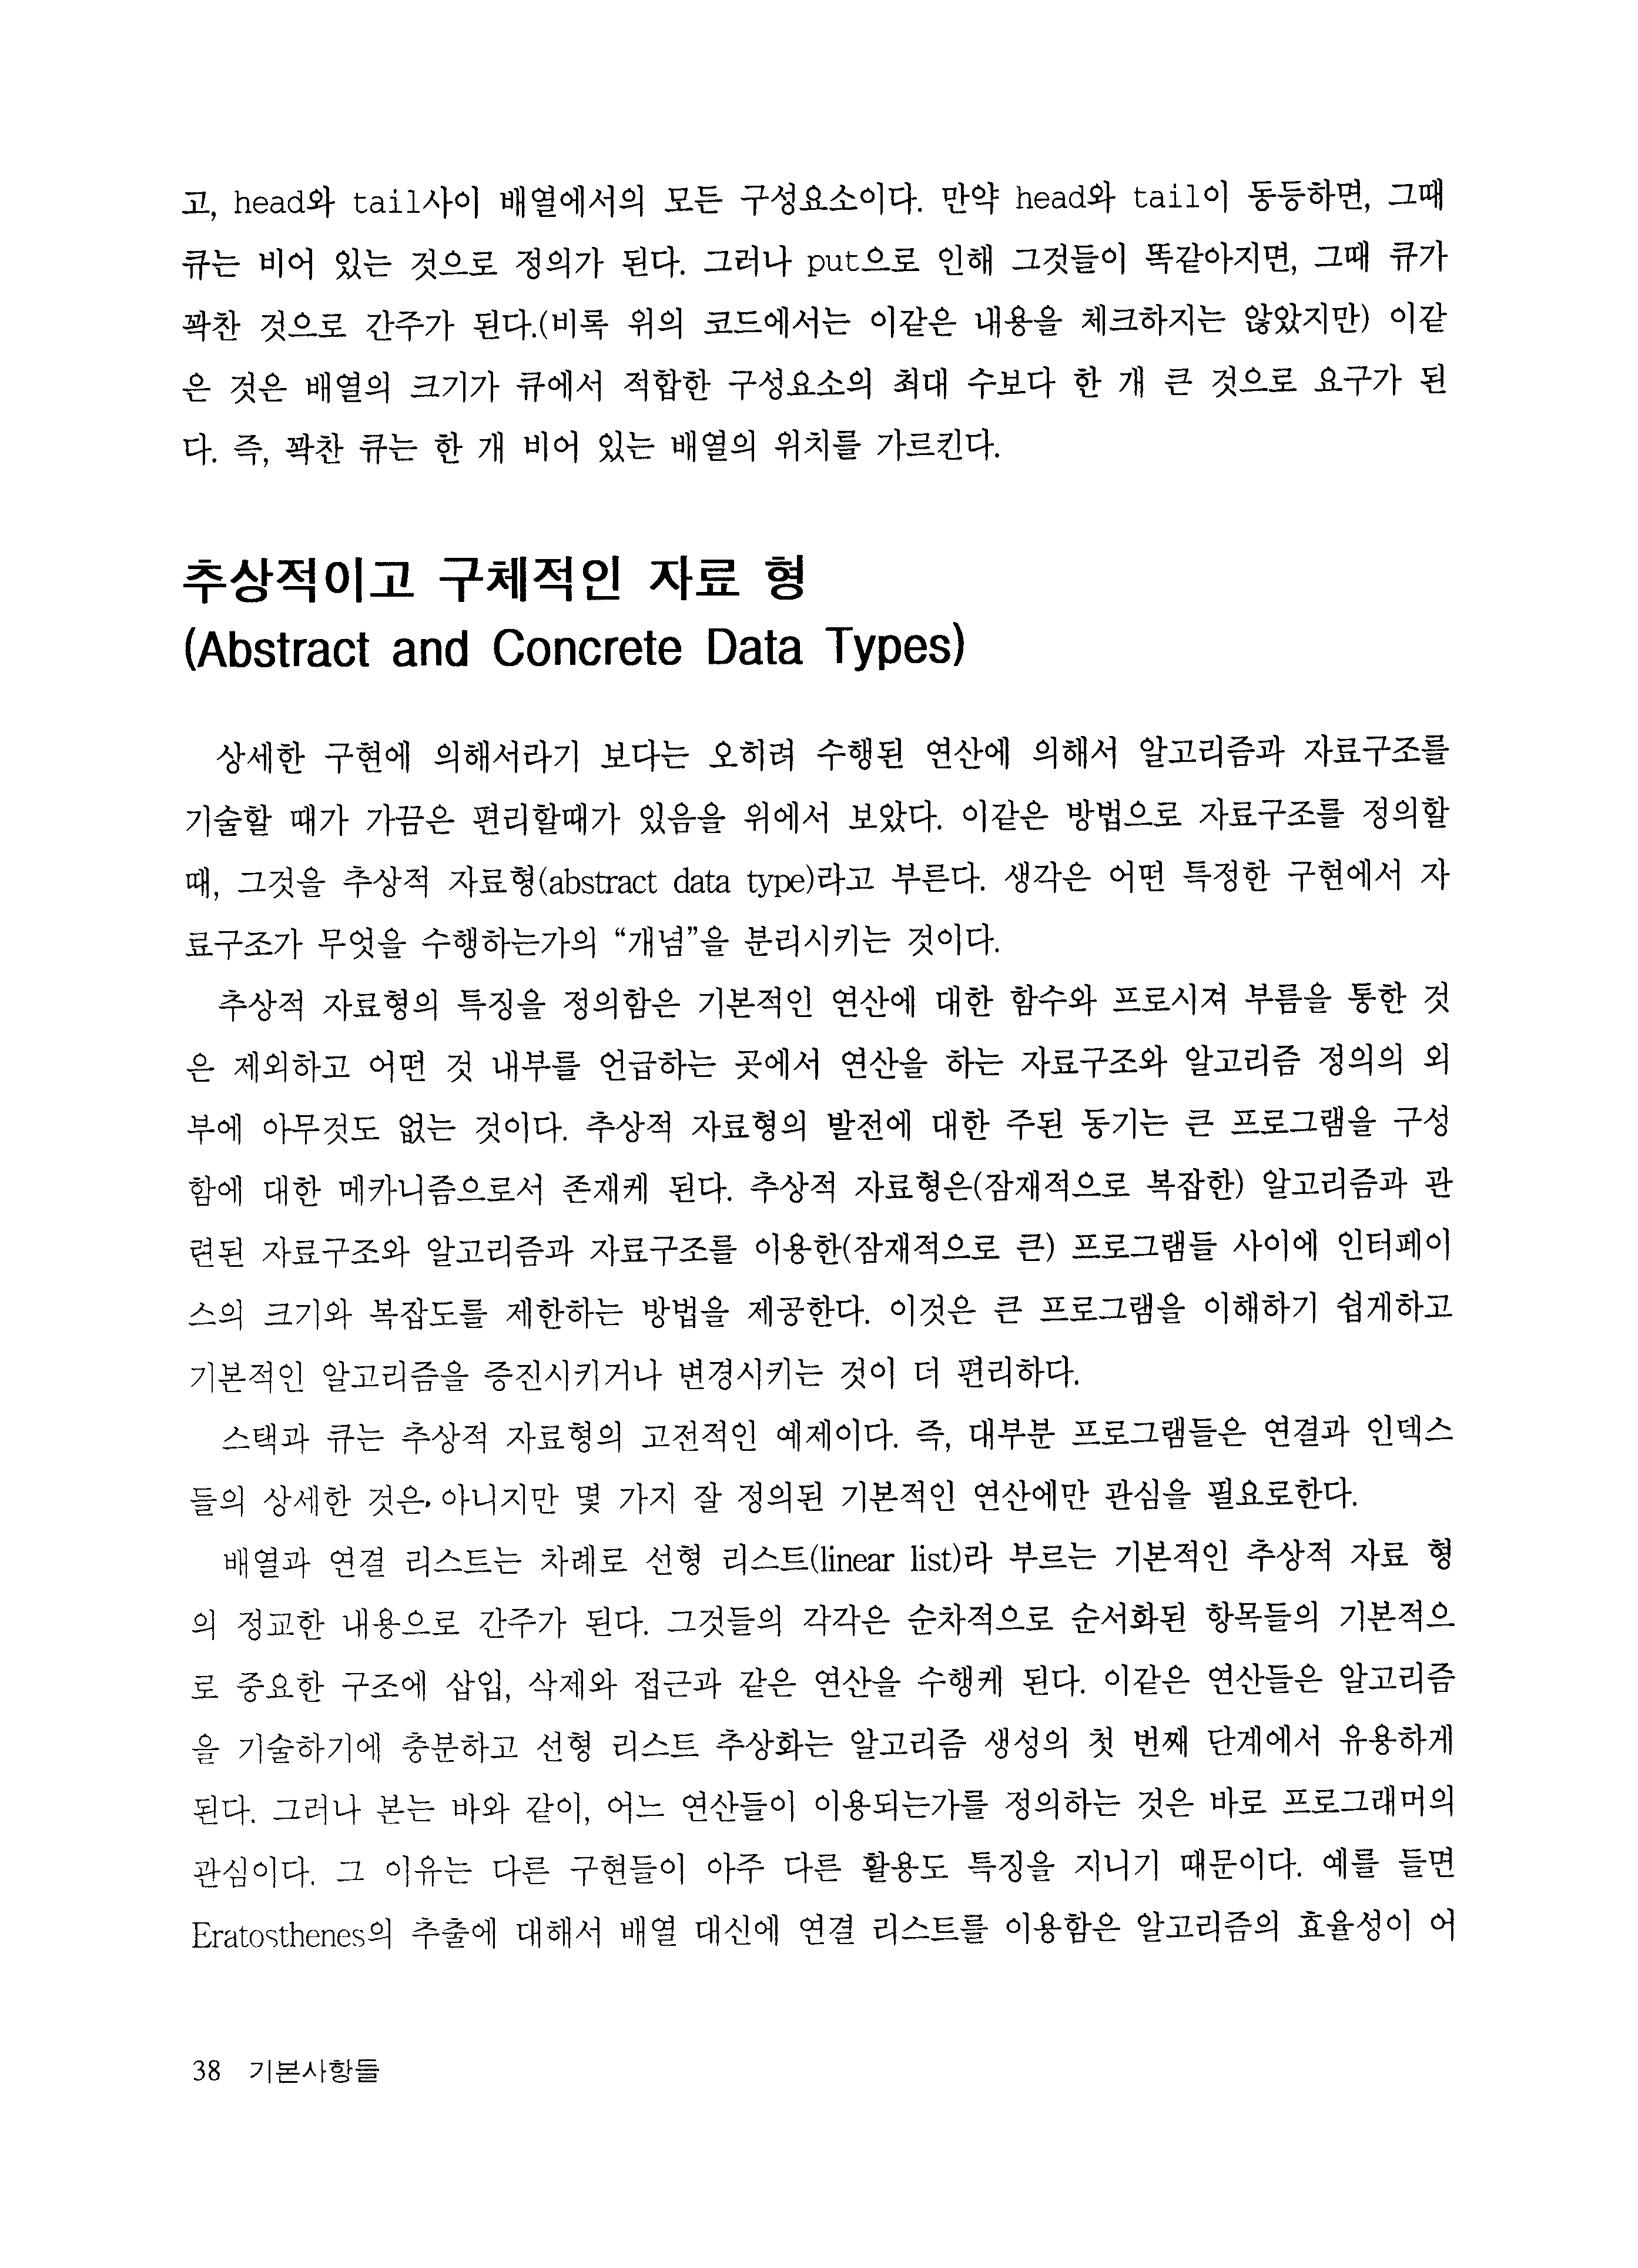 고, head와 tail사이 배열에서의 모든 구성요소이다. 만약 head와 tail이 동등하면, 그때
큐는 비어 있는 것으로 정의가 된다. 그러나 put으로 인해 그것들이 똑같아지면, 그때 큐가
꽉찬 것으로 간주가 된다.(비록 위의 코드에서는 이같은 내용을 체크하지는 않았지만) 이같
은 것은 배열의 크기가 큐에서 적합한 구성요소의 최대 수보다 한 개 큰 것으로 요구가 된
다. 즉, 꽉찬 큐는 한 개 비어 있는 배열의 위치를 가르킨다.
추상적이고 구체적인 자료 형
(Abstract and Concrete Data Types)
상세한 구현에 의해서라기 보다는 오히려 수행된 연산에 의해서 알고리즘과 자료구조를
기술할 때가 가끔은 편리할때가 있음을 위에서 보았다. 이같은 방법으로 자료구조를 정의할
때, 그것을 추상적 자료형(abstract data type)라고 부른다. 생각은 어떤 특정한 구현에서 자
료구조가 무엇을 수행하는가의 “개념”을 분리시키는 것이다.
추상적 자료형의 특징을 정의함은 기본적인 연산에 대한 함수와 프로시져 부름을 통한 것
은 제외하고 어떤 것 내부를 언급하는 곳에서 연산을 하는 자료구조와 알고리즘 정의의 외
부에 아무것도 없는 것이다. 추상적 자료형의 발전에 대한 주된 동기는 큰 프로그램을 구성
함에 대한 메카니즘으로서 존재케 된다. 추상적 자료형은(잠재적으로 복잡한) 알고리즘과 관
련된 자료구조와 알고리즘과 자료구조를 이용한(잠재적으로 큰) 프로그램들 사이에 인터페이
스의 크기와 복잡도를 제한하는 방법을 제공한다. 이것은 큰 프로그램을 이해하기 쉽게하고
기본적인 알고리즘을 증진시키거나 변경시키는 것이 더 편리하다.
스택과 큐는 추상적 자료형의 고전적인 예제이다. 즉, 대부분 프로그램들은 연결과 인덱스
들의 상세한 것은, 아니지만 몇 가지 잘 정의된 기본적인 연산에만 관심을 필요로한다.
배열과 연결 리스트는 차례로 선형 리스트(linear list)라 부르는 기본적인 추상적 자료 형
의 정교한 내용으로 간주가 된다. 그것들의 각각은 순차적으로 순서화된 항목들의 기본적으
로 중요한 구조에 삽입, 삭제와 접근과 같은 연산을 수행케 된다. 이같은 연산들은 알고리즘
을 기술하기에 충분하고 선형 리스트 추상화는 알고리즘 생성의 첫 번째 단계에서 유용하게
된다. 그러나 본는 바와 같이, 어느 연산들이 이용되는가를 정의하는 것은 바로 프로그래머의
관심이다. 그 이유는 다른 구현들이 아주 다른 활용도 특징을 지니기 때문이다. 예를 들면
Eratosthenes의 추출에 대해서 배열 대신에 연결 리스트를 이용함은 알고리즘의 효율성이 어
38 기본사항들